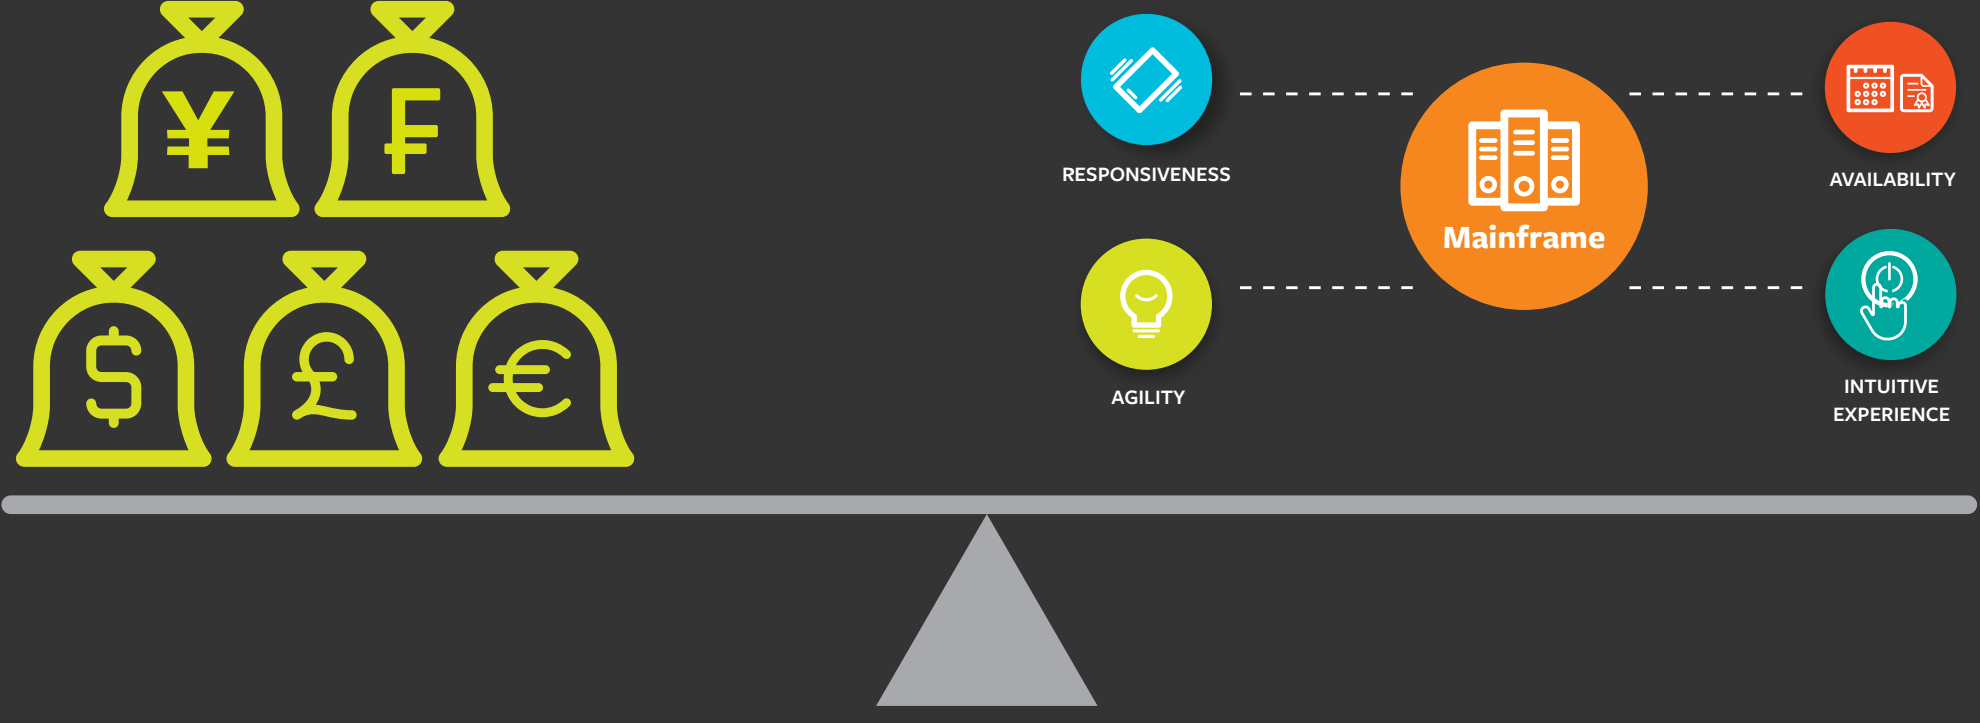 ¥
₣
$
£
€
RESPONSIVENESS
AGILITY
Mainframe
AVAILABILITY
INTUITIVE
EXPERIENCE